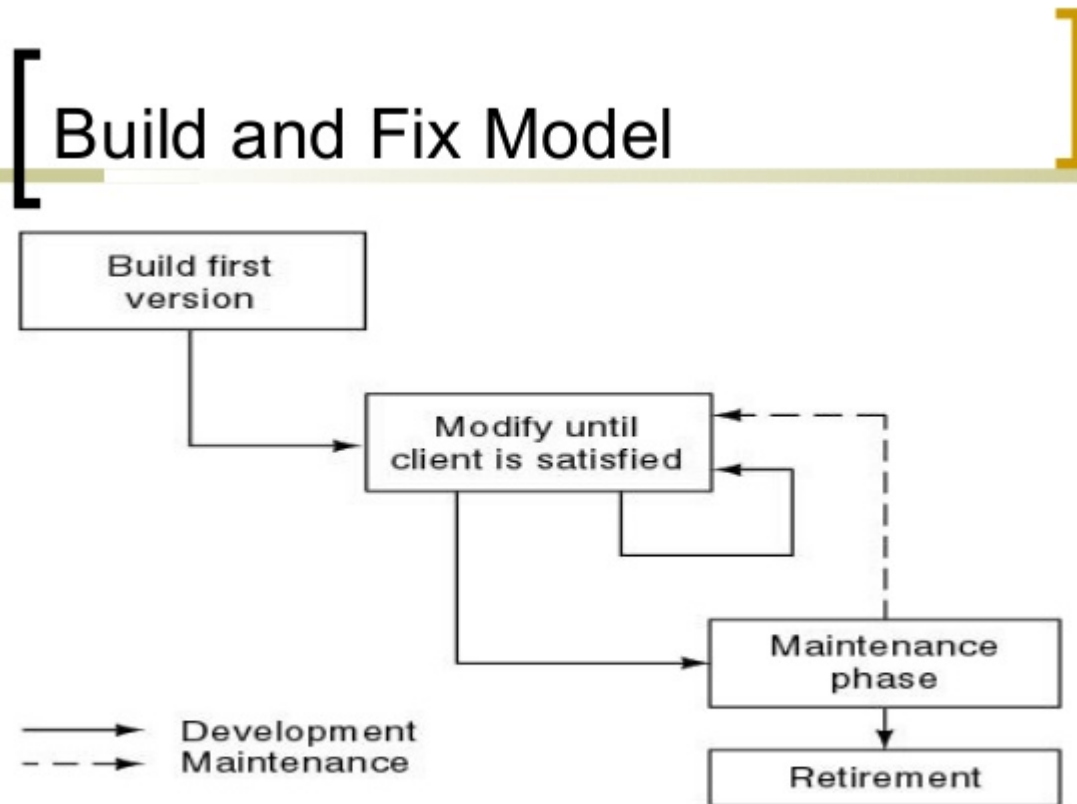 Build and Fix Model
Build first
version
Modify until
client is satisfied
Maintenance
phase
Development
Maintenance
Retirement